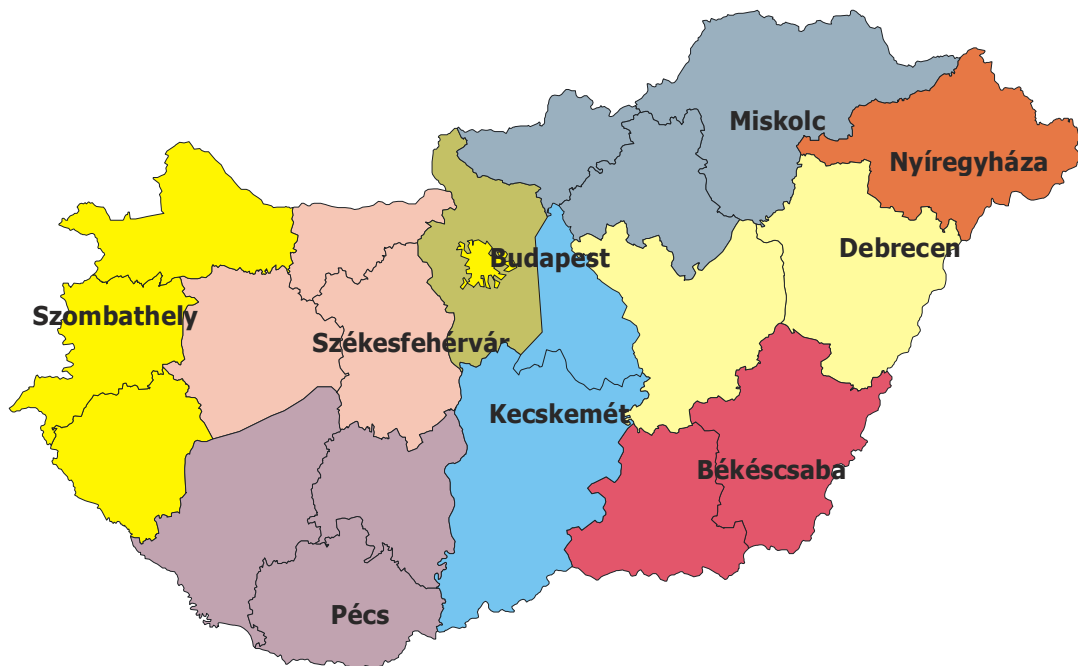 Miskolc
Nyíregyháza
Debrecen
Budapest
Szombathely
Székesfehérvár
Kecskemét
Békéscsaba
Pécs